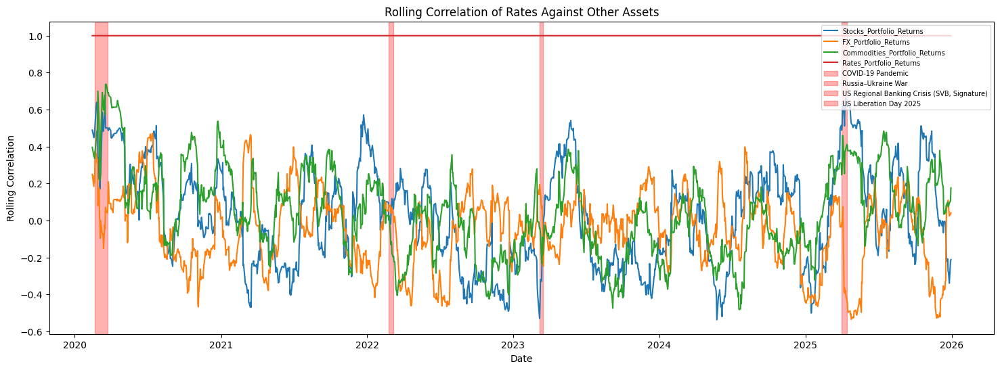 Rolling Correlation of Rates Against Other Assets
Rolling Correlation
1.0
0.8
0.6
0.4
0.2
0.0
−0.2
−0.4
−0.6
Stocks_Portfolio_Returns
FX_Portfolio_Returns
Commodities_Portfolio_Returns
Rates_Portfolio_Returns
COVID-19 Pandemic
Russia–Ukraine War
US Regional Banking Crisis (SVB, Signature)
US Liberation Day 2025
2020 2021 2022 2023 2024 2025 2026
Date